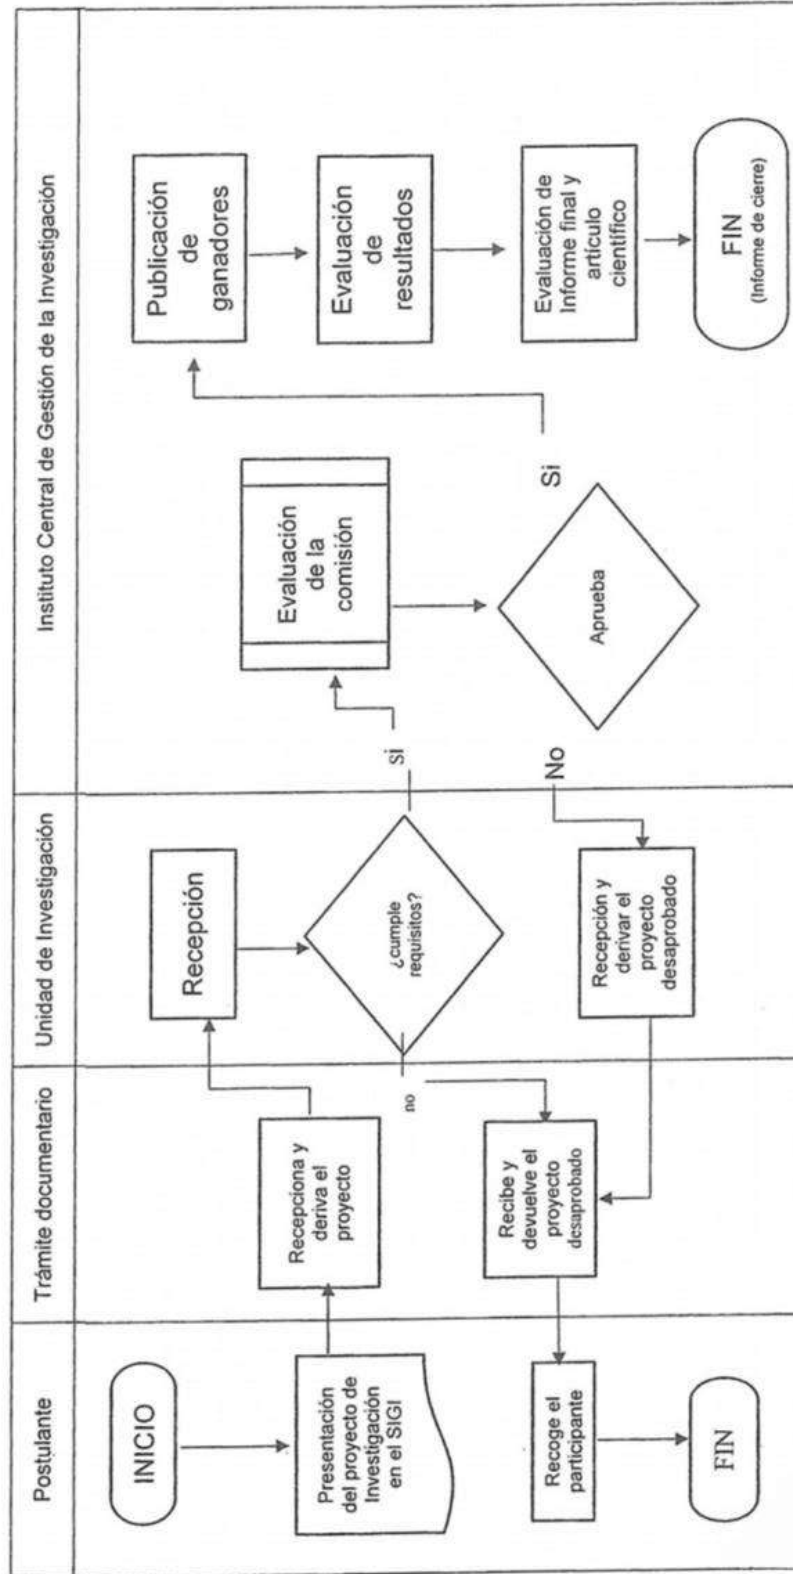 Postulante
Trámite documentario
Unidad de Investigación
Instituto Central de Gestión de la Investigación
INICIO
Presentación
del proyecto de
Investigación
en el SIGI
Recepciona y
deriva el
proyecto
Recepción
¿cumple
requisitos?
no
si
Evaluación
de la
comisión
Aprueba
Si
No
Publicación
de
ganadores
Evaluación
de
resultados
Evaluación de
Informe final y
artículo
científico
FIN
(Informe de cierre)
Recepción y
derivar el
proyecto
desaprobado
Recibe y
devuelve el
proyecto
desaprobado
Recoge el
participante
FIN